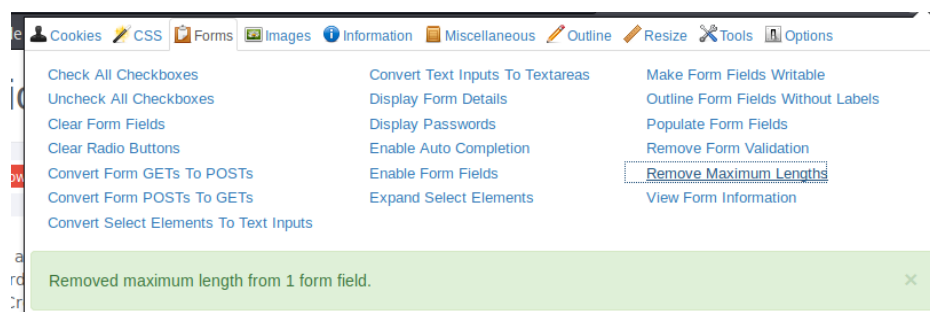 Cookies CSS Forms Images Information Miscellaneous Outline Resize Tools Options
Check All Checkboxes
Uncheck All Checkboxes
Clear Form Fields
Clear Radio Buttons
Convert Form GETs To POSTs
Convert Form POSTs To GETs
Convert Select Elements To Text Inputs
Convert Text Inputs To Textareas
Display Form Details
Display Passwords
Enable Auto Completion
Enable Form Fields
Expand Select Elements
Make Form Fields Writable
Outline Form Fields Without Labels
Populate Form Fields
Remove Form Validation
Remove Maximum Lengths
View Form Information
Removed maximum length from 1 form field.
×